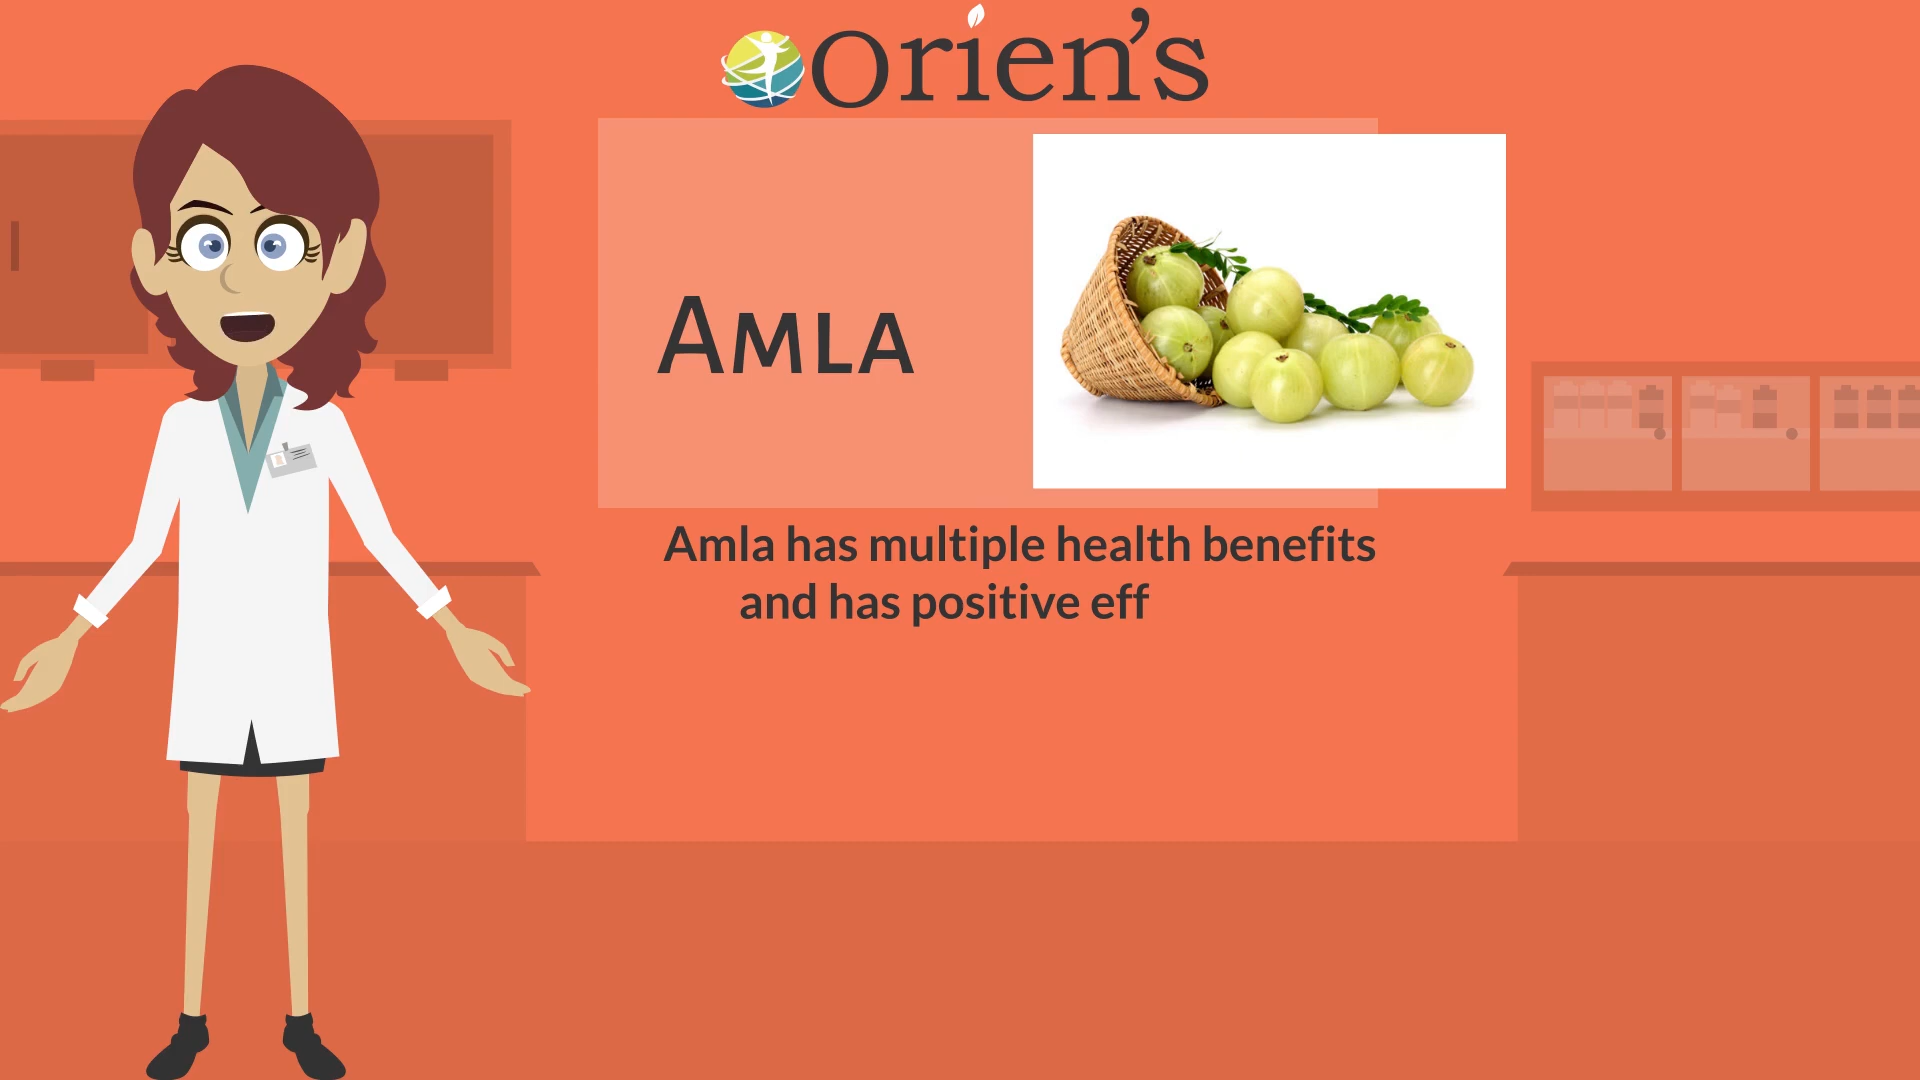 Orien's
Amla
Amla has multiple health benefits
and has positive eff